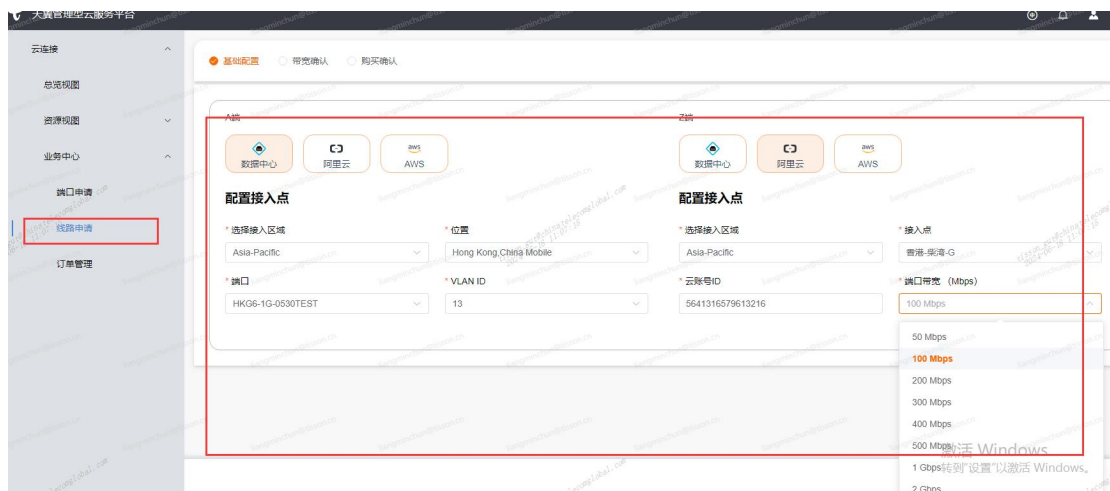 天翼管理型云服务平台
云连接
总览视图
资源视图
业务中心
端口申请
线路申请
订单管理
基础配置 带宽确认 购买确认
A端 Z端
数据中心 阿里云 aws AWS 数据中心 阿里云 aws AWS
配置接入点 配置接入点
* 选择接入区域 * 位置 * 选择接入区域 * 接入点
Asia-Pacific Hong Kong,China Mobile Asia-Pacific 香港-柴湾-G
* 端口 * VLAN ID * 云账号ID * 端口带宽 (Mbps)
HKG6-1G-0530TEST 13 5641316579613216 100 Mbps
50 Mbps
100 Mbps
200 Mbps
300 Mbps
400 Mbps
500 Mbps
激活 Windows
1 Gbps
转到"设置"以激活 Windows。
2 Gbps